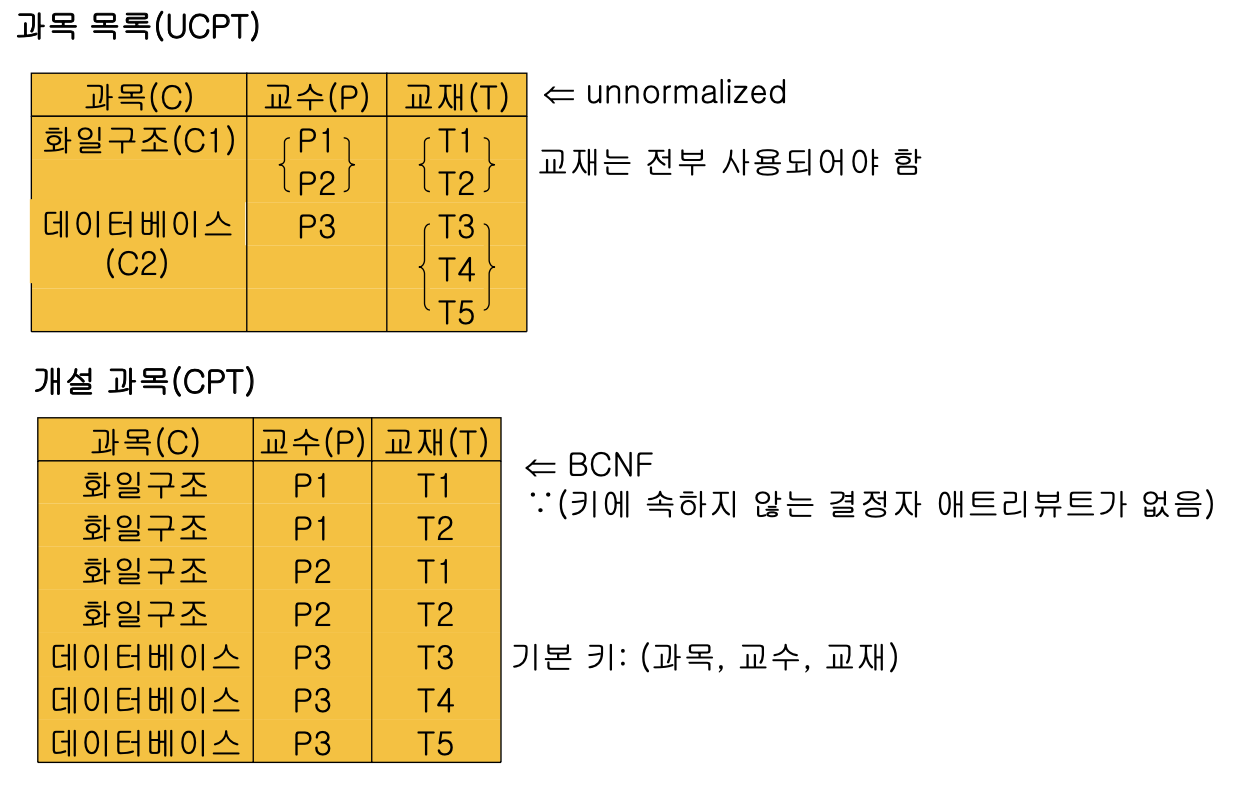 과목 목록(UCPT)
과목(C) 교수(P) 교재(T) ⇐ unnormalized
화일구조(C1) P1 T1
교재는 전부 사용되어야 함
P2 T2
데이터베이스 P3 T3
(C2) T4
T5
개설 과목(CPT)
과목(C) 교수(P) 교재(T)
⇐ BCNF
화일구조 P1 T1
∵(키에 속하지 않는 결정자 애트리뷰트가 없음)
화일구조 P1 T2
화일구조 P2 T1
화일구조 P2 T2
데이터베이스 P3 T3 기본 키: (과목, 교수, 교재)
데이터베이스 P3 T4
데이터베이스 P3 T5